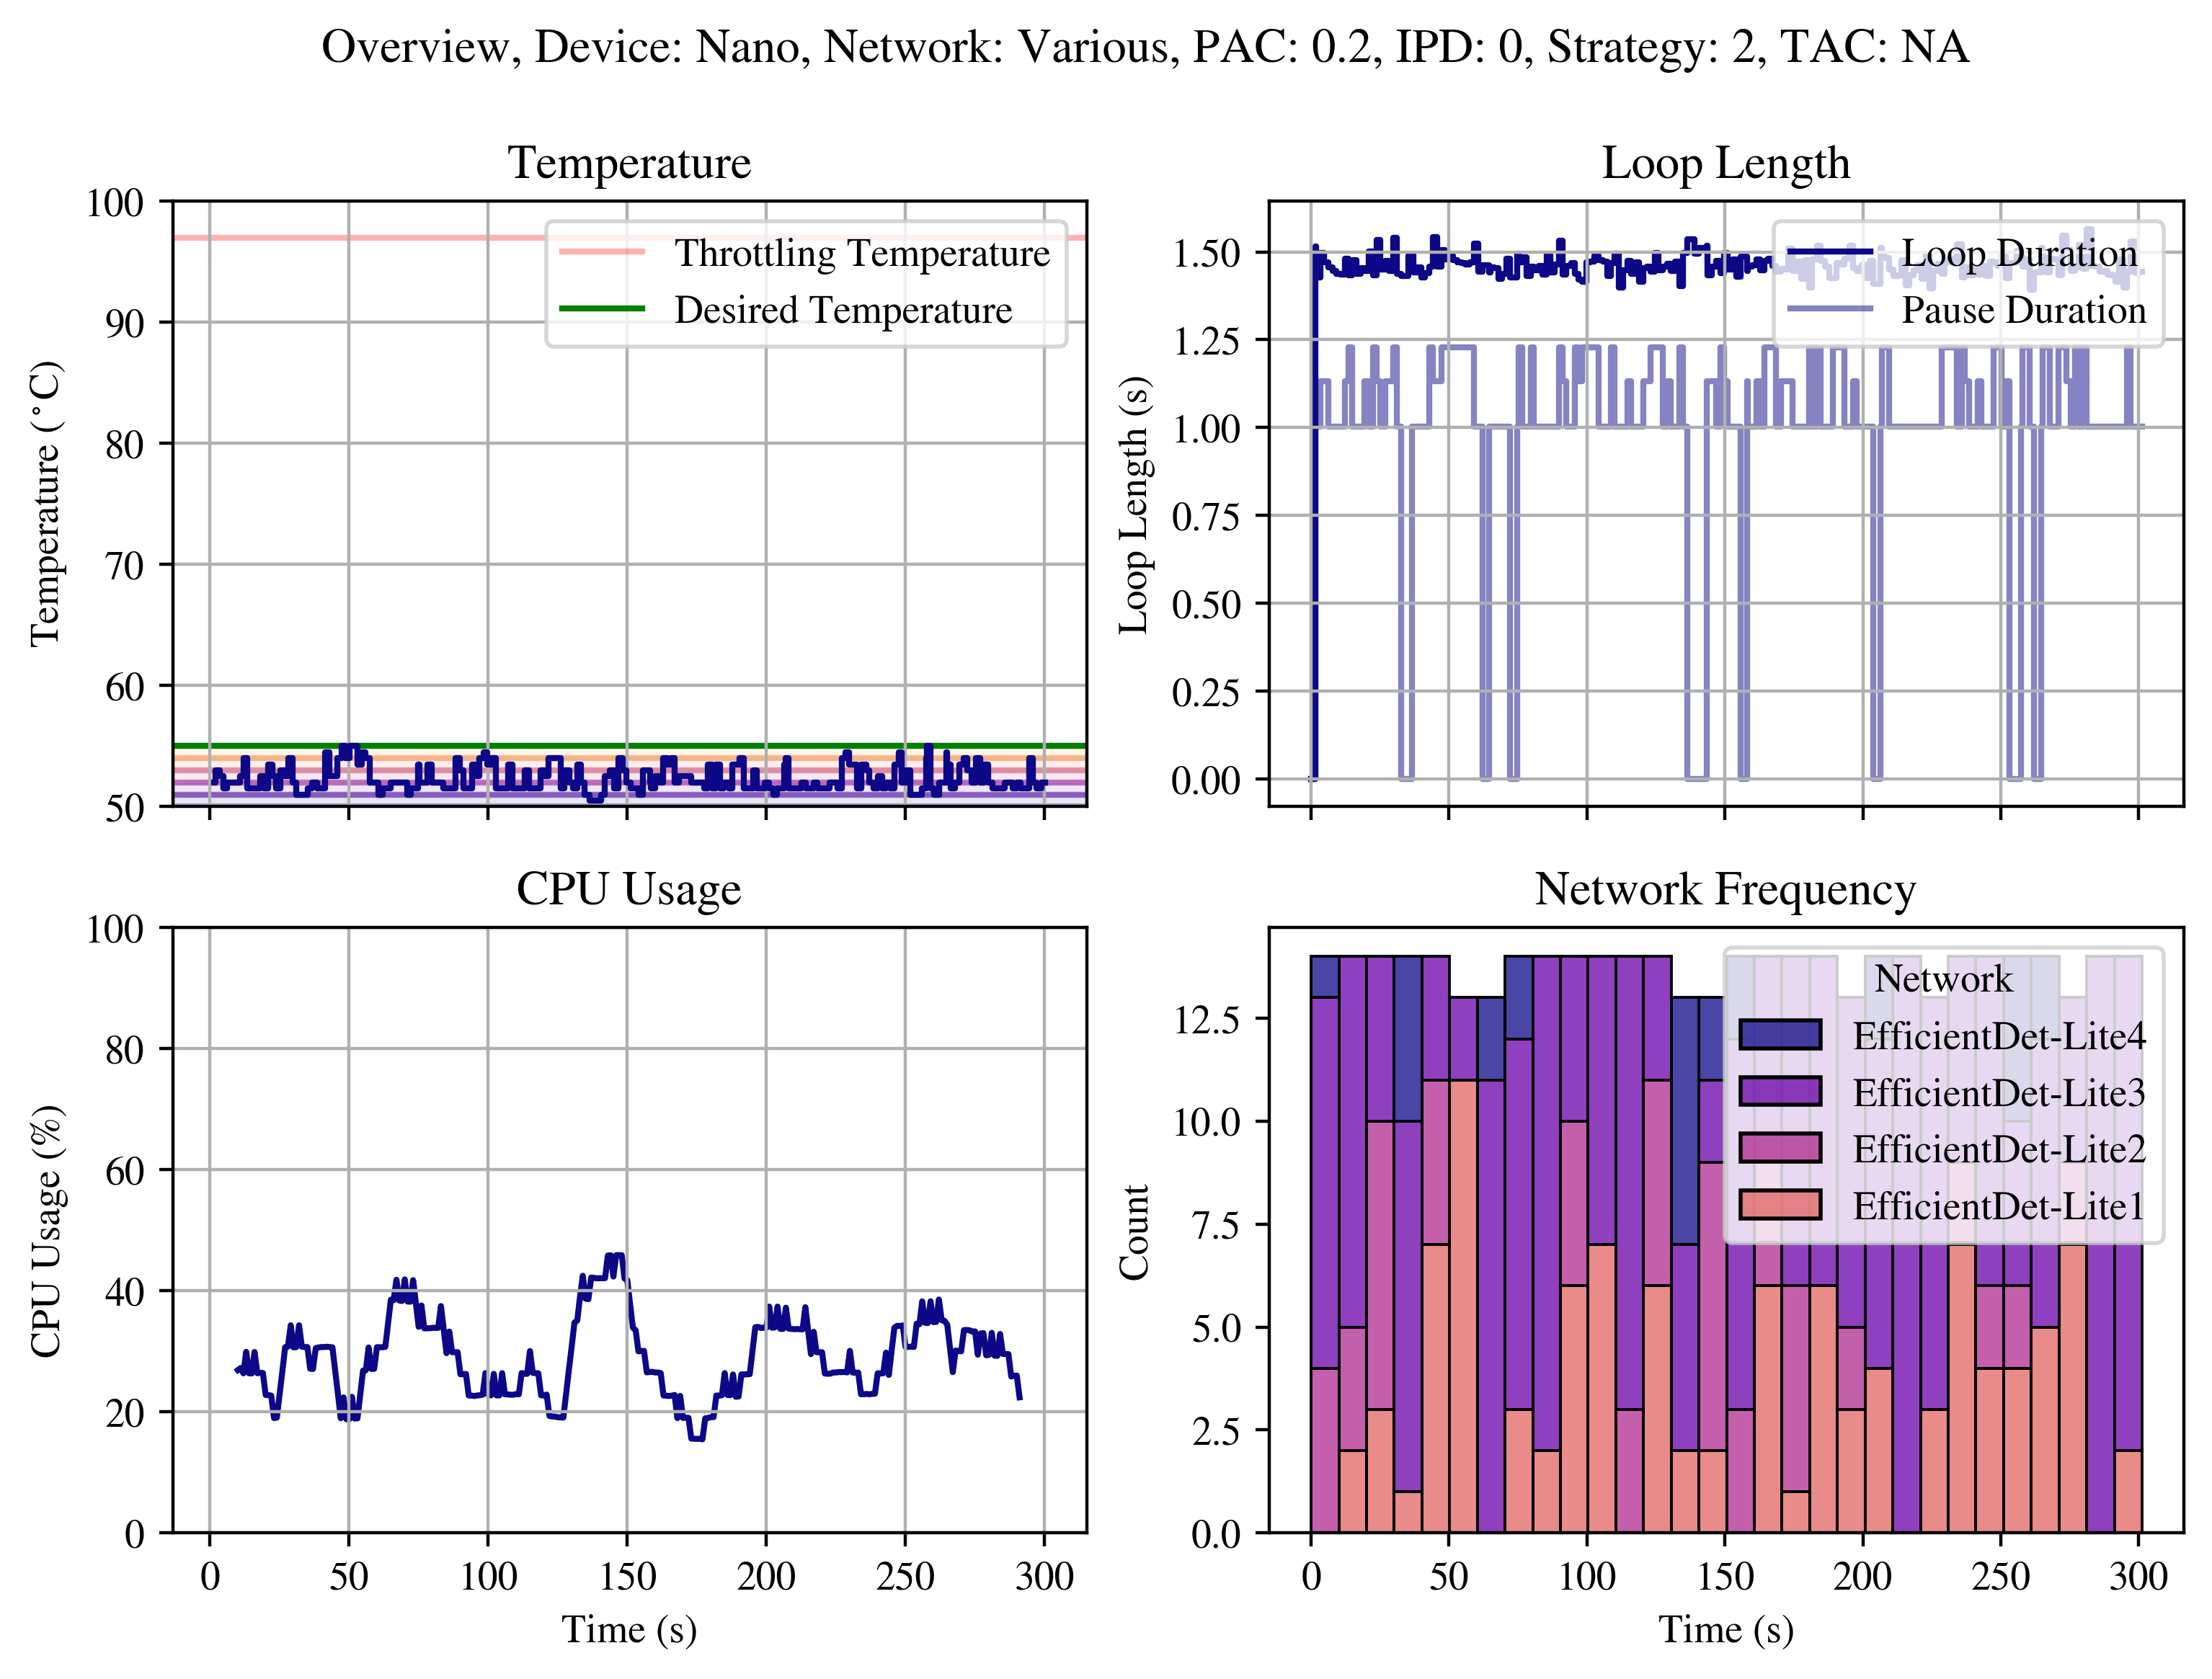 Overview, Device: Nano, Network: Various, PAC: 0.2, IPD: 0, Strategy: 2, TAC: NA
Temperature
100
90
80
70
60
50
Temperature (°C)
Throttling Temperature
Desired Temperature
Loop Length
1.50
1.25
1.00
0.75
0.50
0.25
0.00
Loop Length (s)
Loop Duration
Pause Duration
CPU Usage
100
80
60
40
20
0
CPU Usage (%)
0 50 100 150 200 250 300
Time (s)
Network Frequency
12.5
10.0
7.5
5.0
2.5
0.0
Count
Network
EfficientDet-Lite4
EfficientDet-Lite3
EfficientDet-Lite2
EfficientDet-Lite1
0 50 100 150 200 250 300
Time (s)